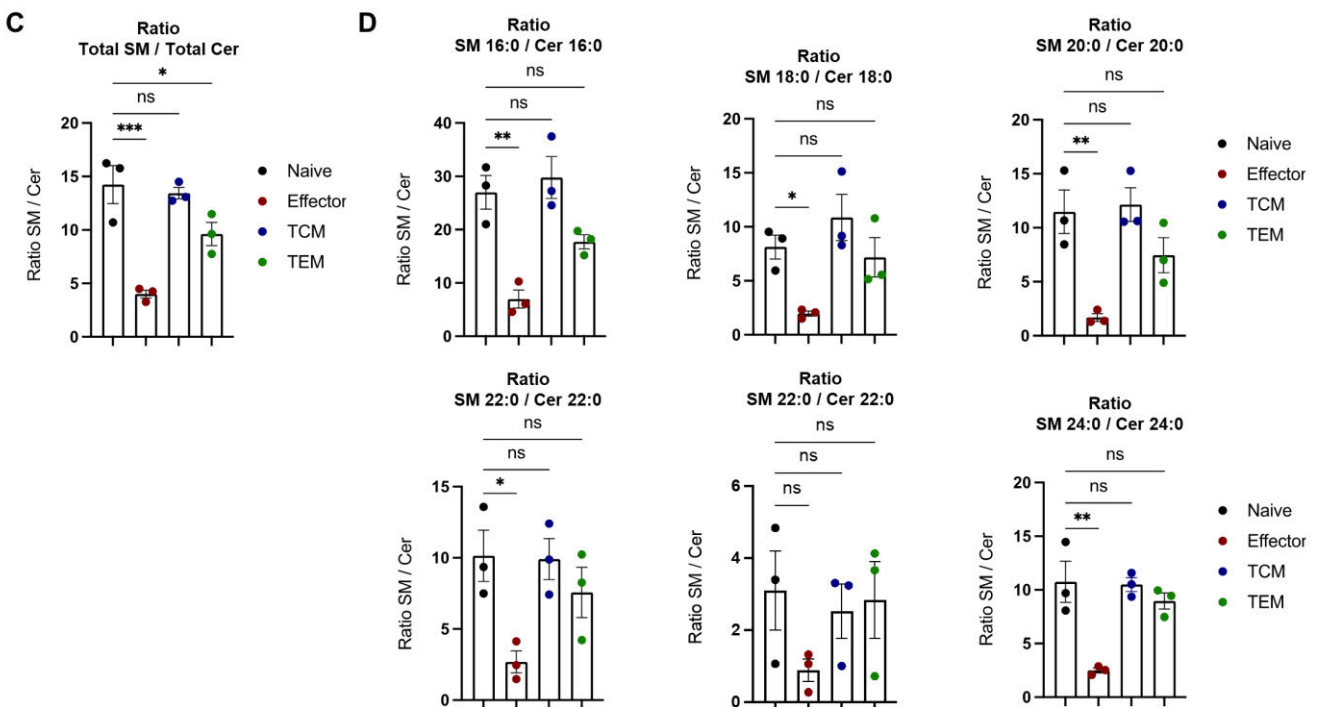 C
Ratio
Total SM / Total Cer
*
ns
***
20
15
10
5
0
Ratio SM / Cer
Naive
Effector
TCM
TEM
D
Ratio
SM 16:0 / Cer 16:0
ns
ns
**
40
30
20
10
0
Ratio SM / Cer
Ratio
SM 18:0 / Cer 18:0
ns
ns
*
20
15
10
5
0
Ratio SM / Cer
Ratio
SM 20:0 / Cer 20:0
ns
ns
**
20
15
10
5
0
Ratio SM / Cer
Naive
Effector
TCM
TEM
Ratio
SM 22:0 / Cer 22:0
ns
ns
*
15
10
5
0
Ratio SM / Cer
Ratio
SM 22:0 / Cer 22:0
ns
ns
ns
6
4
2
0
Ratio SM / Cer
Ratio
SM 24:0 / Cer 24:0
ns
ns
**
20
15
10
5
0
Ratio SM / Cer
Naive
Effector
TCM
TEM